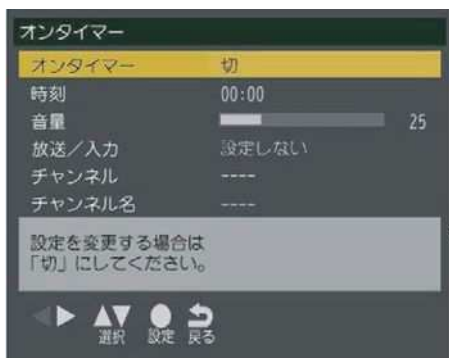 オンタイマー
オンタイマー 切
時刻 00:00
音量 25
放送／入力 設定しない
チャンネル ----
チャンネル名 ----
設定を変更する場合は
「切」にしてください。
選択 設定 戻る